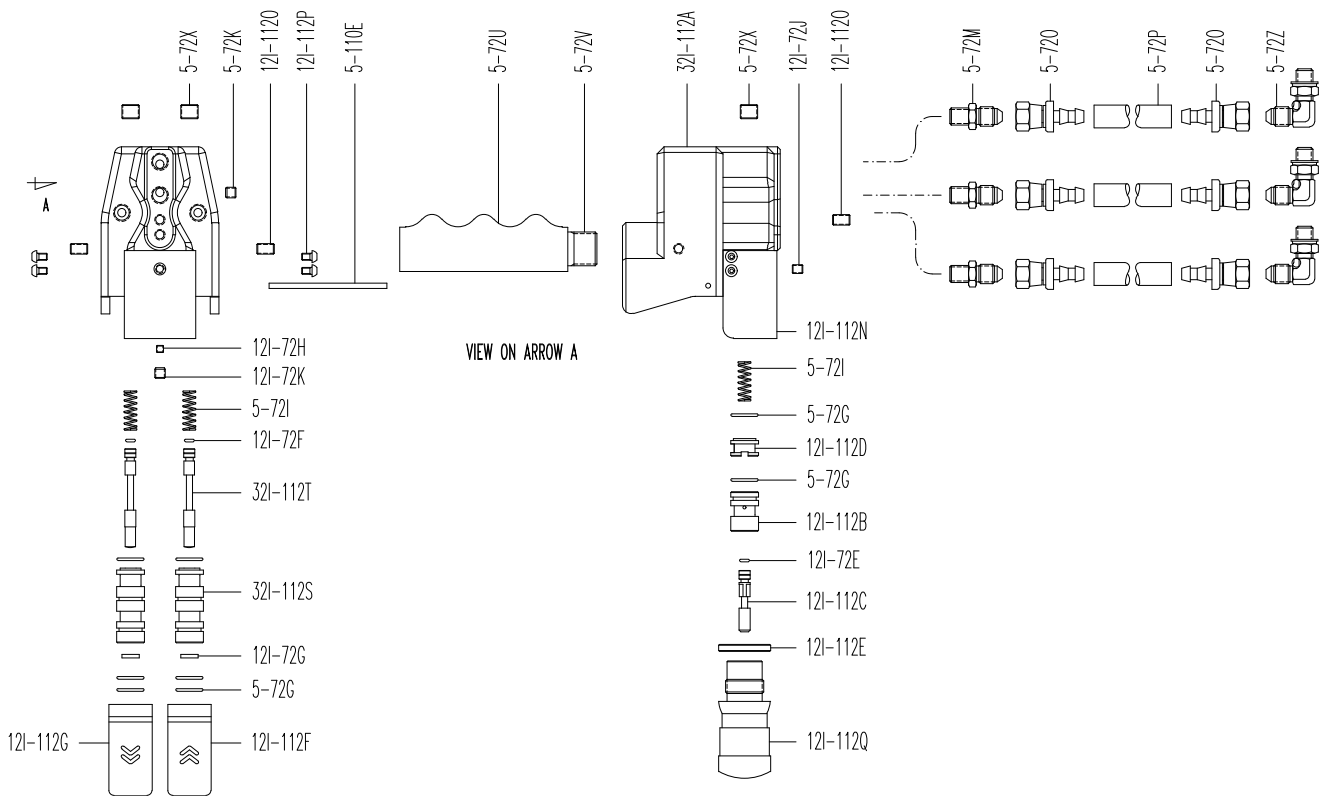 5-72X
5-72K
12I-112O
12I-112P
5-110E
5-72U
5-72V
32I-112A
5-72X
12I-72J
12I-112O
5-72M
5-72O
5-72P
5-72O
5-72Z
A
VIEW ON ARROW A
12I-72H
12I-72K
5-72I
12I-72F
32I-112T
32I-112S
12I-72G
5-72G
12I-112G
12I-112F
12I-112N
5-72I
5-72G
12I-112D
5-72G
12I-112B
12I-72E
12I-112C
12I-112E
12I-112Q